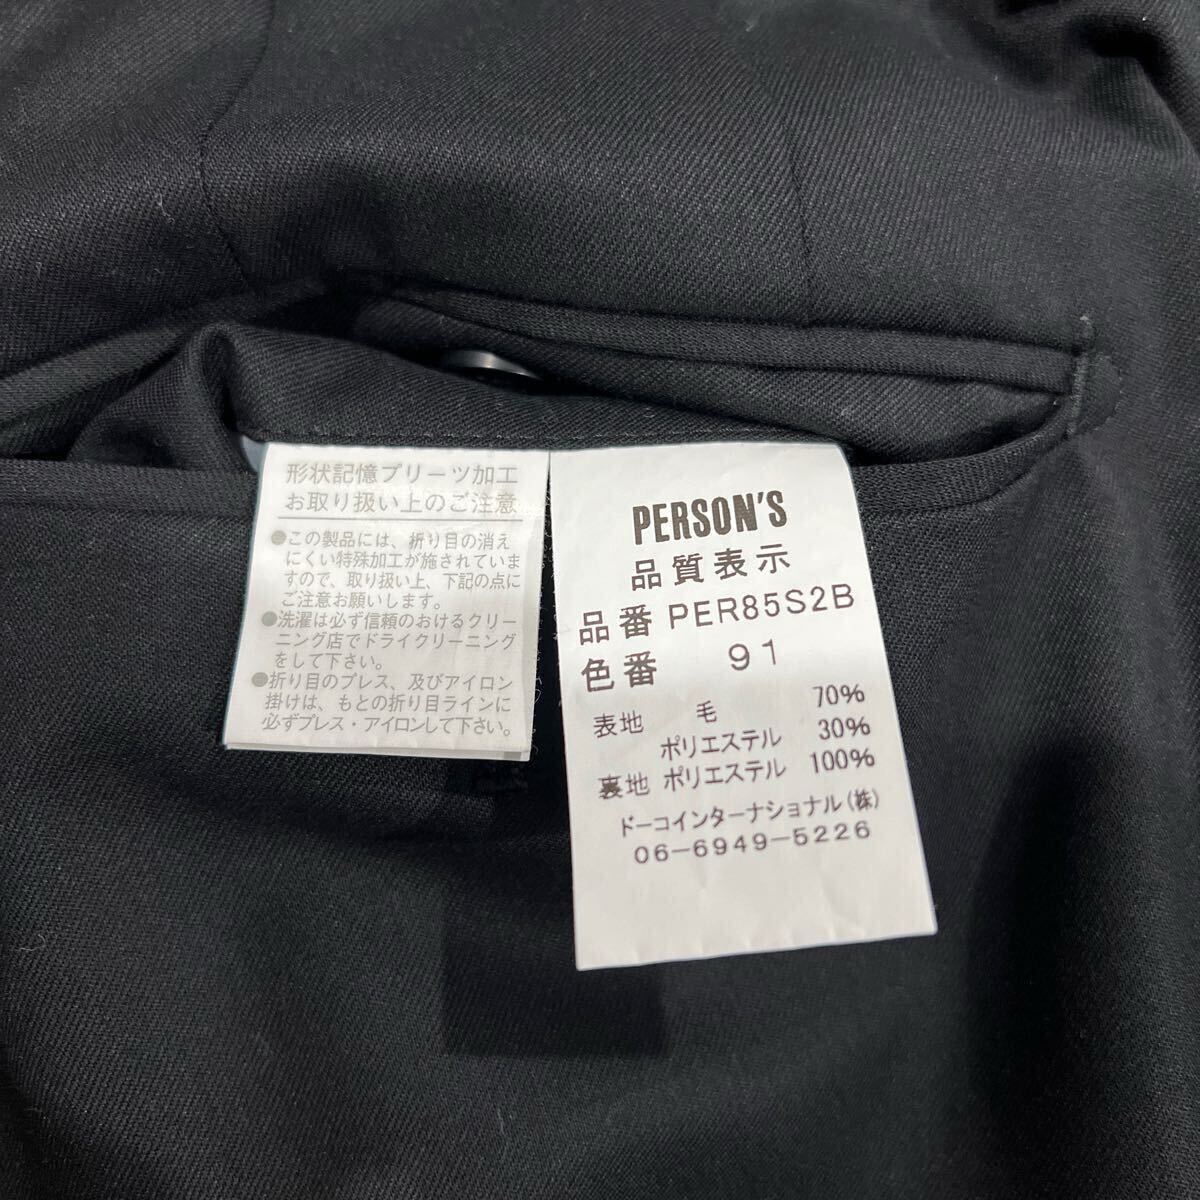 形状記憶プリーツ加工
お取り扱い上のご注意
●この製品には、折り目の消え
にくい特殊加工が施されていま
すので、取り扱い上、下記の点に
ご注意お願いします。
●洗濯は必ず信頼のおけるクリー
ニング店でドライクリーニング
をして下さい。
●折り目のプレス、及びアイロン
掛けは、もとの折り目ラインに
必ずプレス・アイロンして下さい。
PERSON'S
品質表示
品番 PER85S2B
色番 91
表地 毛 70%
ポリエステル 30%
裏地 ポリエステル 100%
ドーコインターナショナル(株)
06-6949-5226